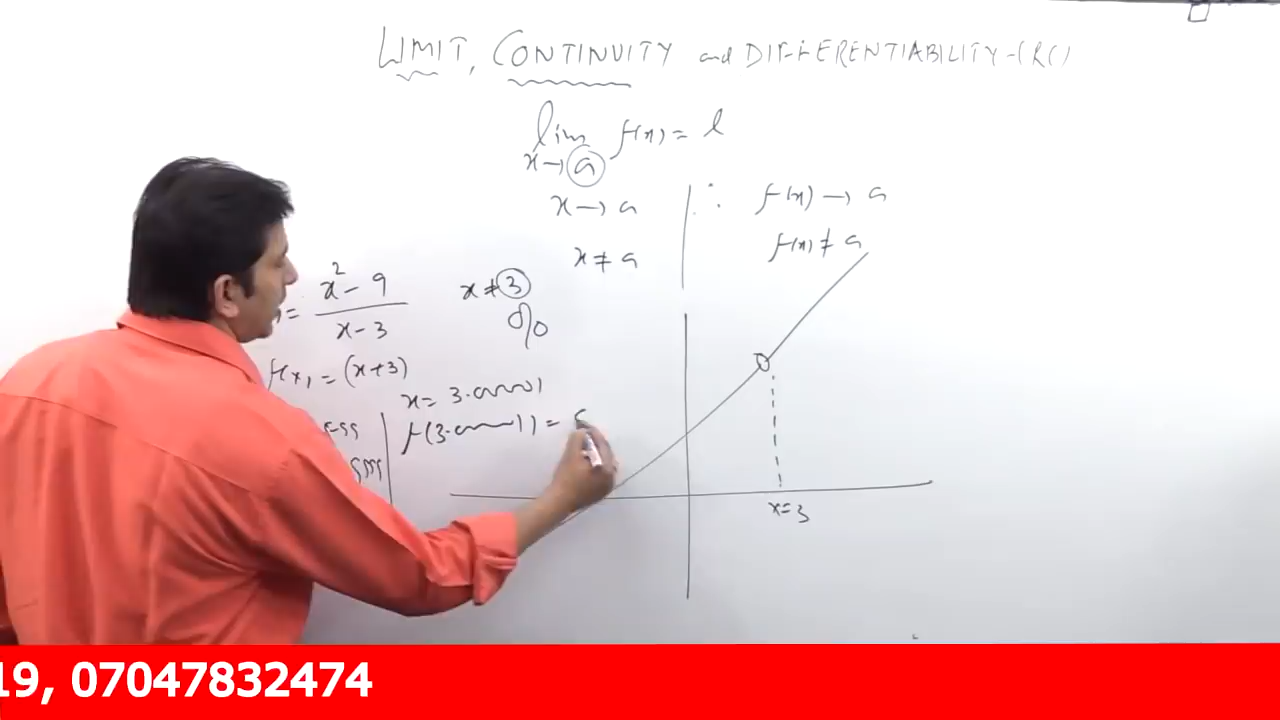 LIMIT, CONTINUITY and DIFFERENTIABILITY-(RC)
lim f(x) = l
x → a
x → a ∴ f(x) → a
x ≠ a f(x) ≠ a
= x² - 9 / x - 3 x ≠ 3
0/0
f(x) = (x+3)
x = 3.0001
f(3.0001) =
x = 3
19, 07047832474